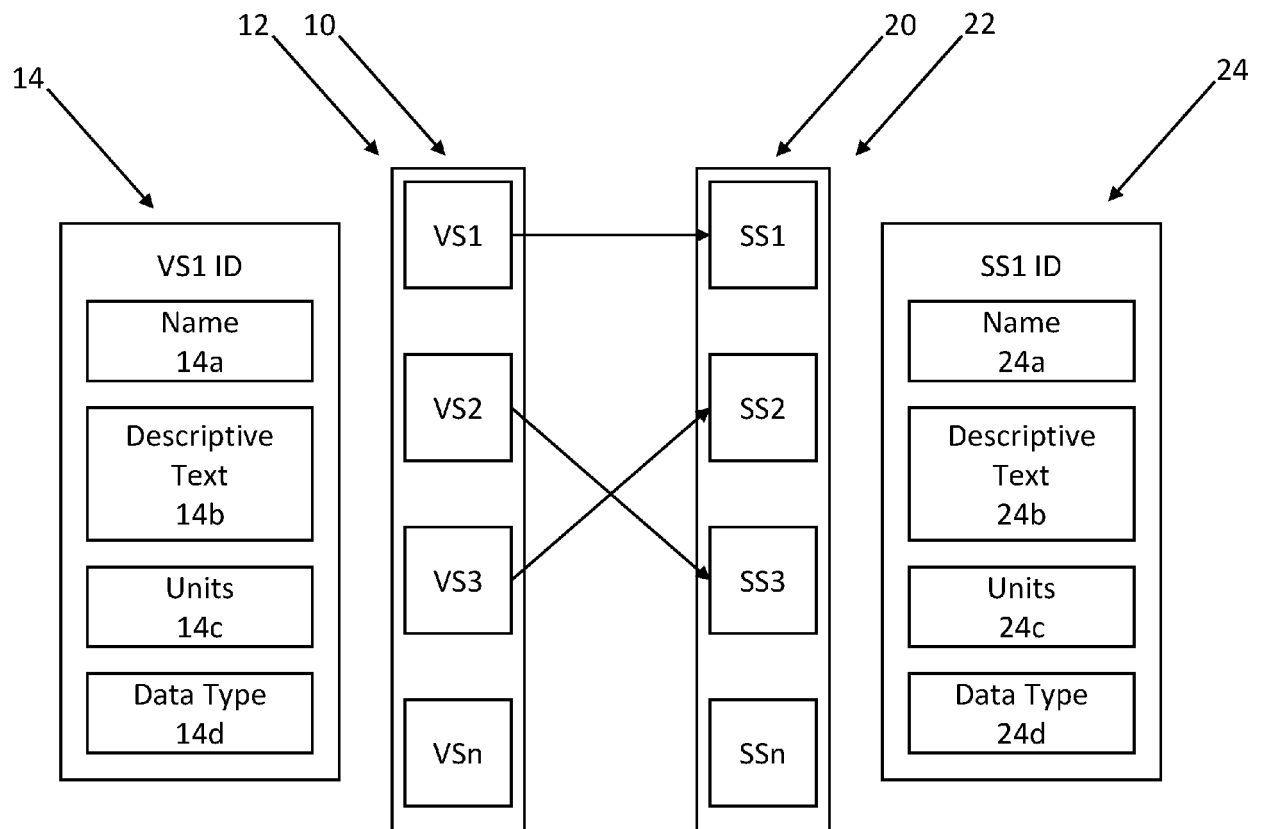 12
10
20
22
14
24
VS1 ID
Name
14a
Descriptive
Text
14b
Units
14c
Data Type
14d
VS1
VS2
VS3
VSn
SS1
SS2
SS3
SSn
SS1 ID
Name
24a
Descriptive
Text
24b
Units
24c
Data Type
24d